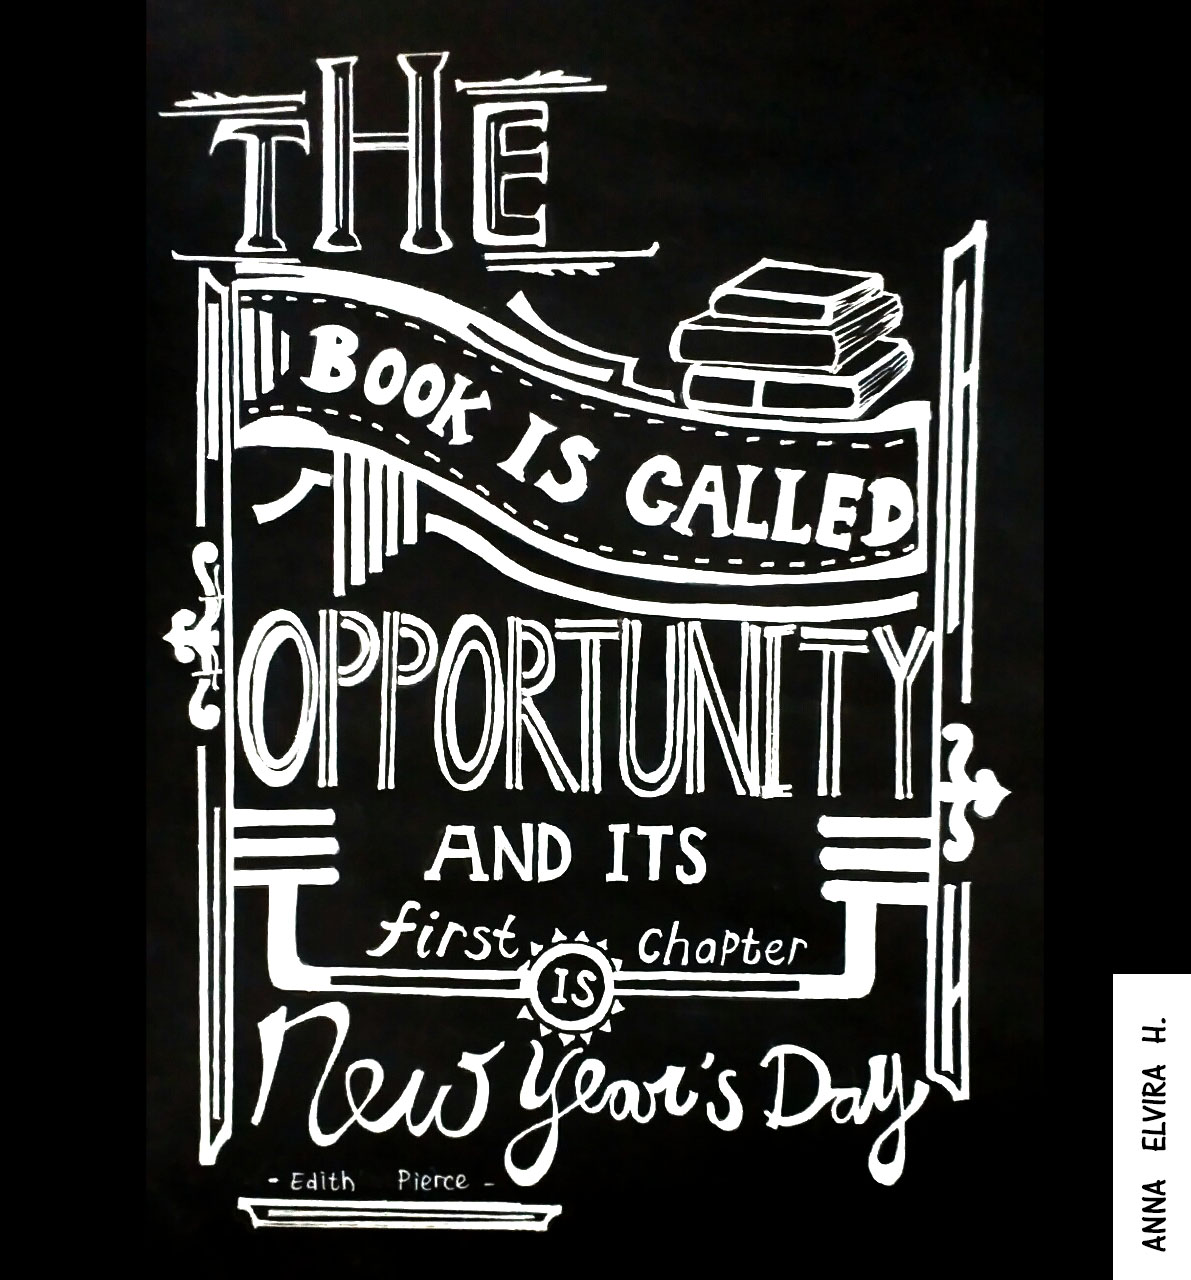 THE
BOOK IS CALLED
OPPORTUNITY
AND ITS
first chapter
IS
New Year's Day
- Edith Pierce -
ANNA ELVIRA H.